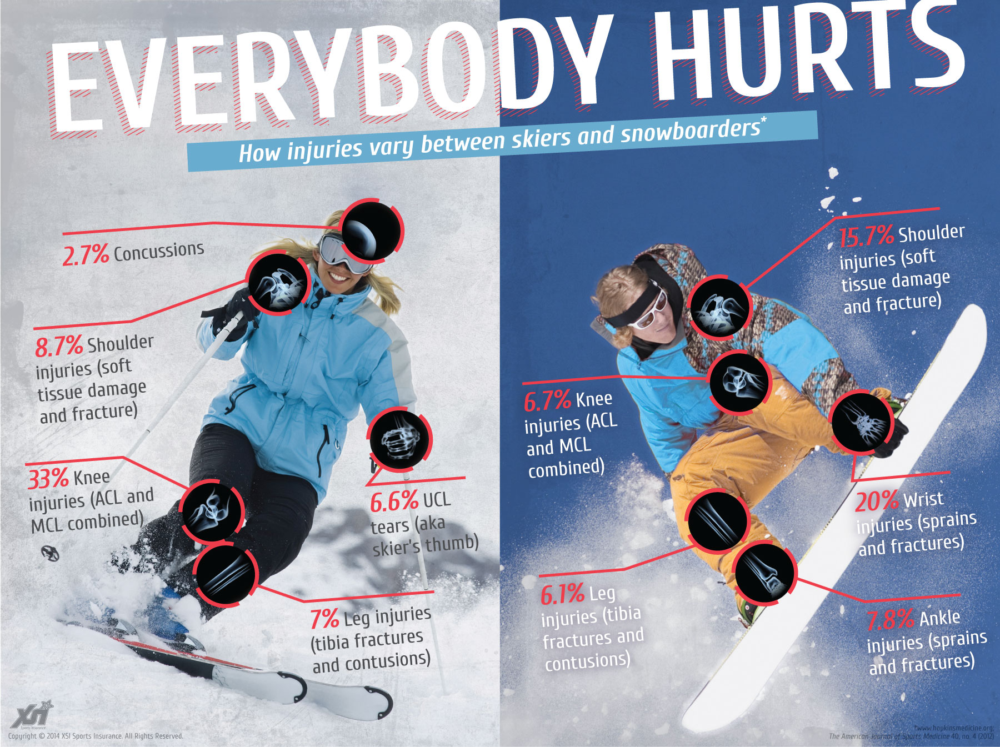 EVERYBODY HURTS
How injuries vary between skiers and snowboarders*
2.7% Concussions
8.7% Shoulder
injuries (soft
tissue damage
and fracture)
33% Knee
injuries (ACL and
MCL combined)
6.6% UCL
tears (aka
skier's thumb)
7% Leg injuries
(tibia fractures
and contusions)
15.7% Shoulder
injuries (soft
tissue damage
and fracture)
6.7% Knee
injuries (ACL
and MCL
combined)
20% Wrist
injuries (sprains
and fractures)
6.1% Leg
injuries (tibia
fractures and
contusions)
7.8% Ankle
injuries (sprains
and fractures)
XSI
Sports Insurance
Copyright © 2014 XSI Sports Insurance. All Rights Reserved.
*www.hopkinsmedicine.org;
The American Journal of Sports Medicine 40, no. 4 (2012)